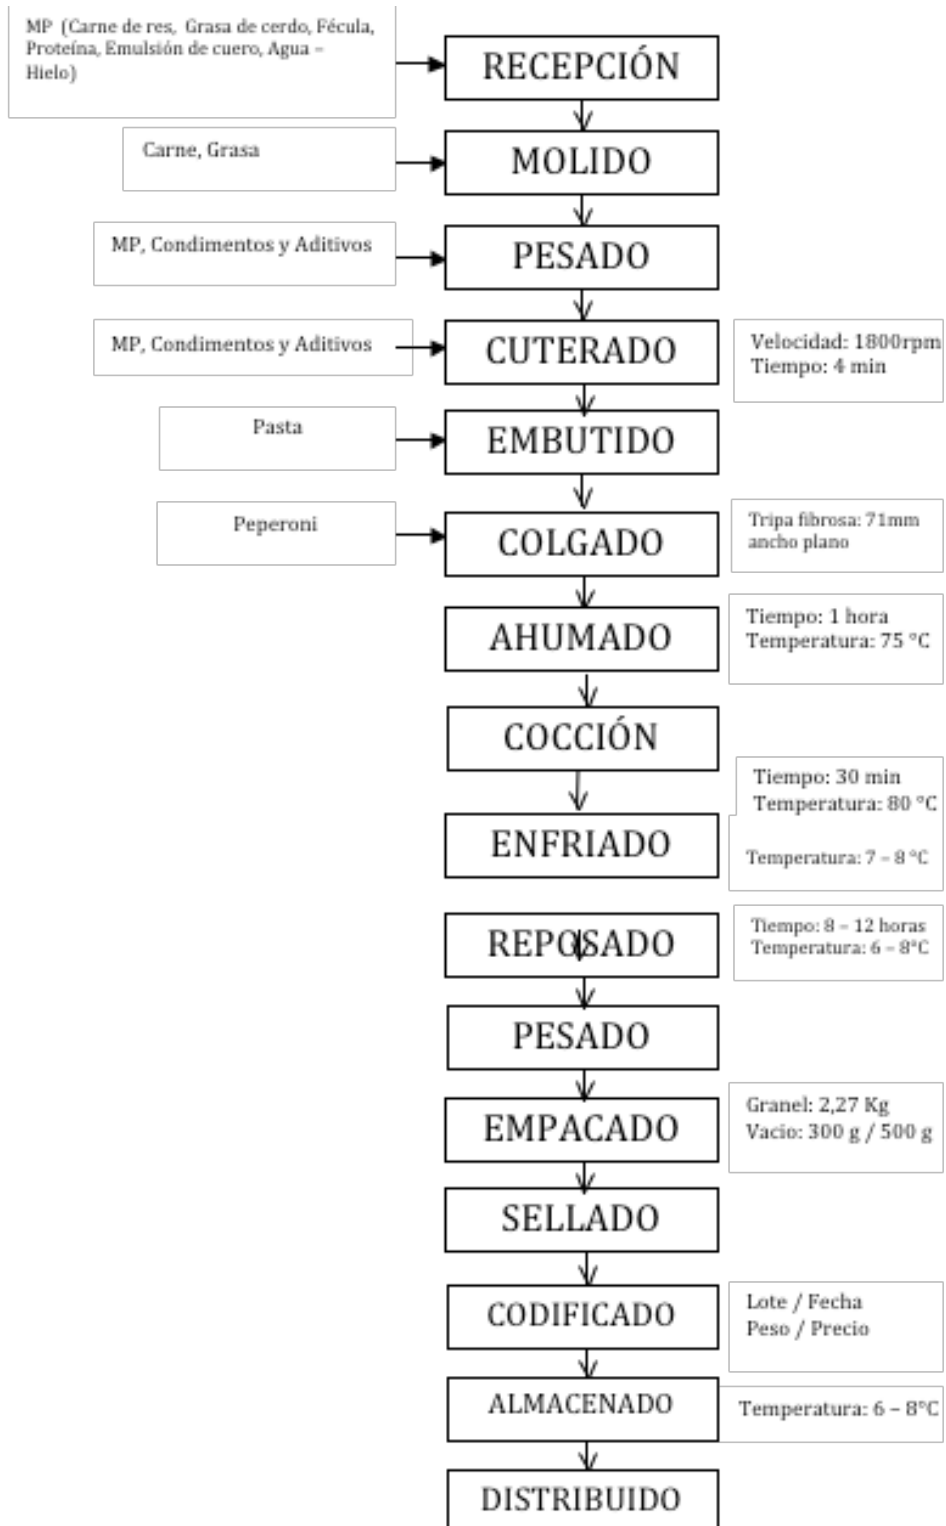 MP (Carne de res, Grasa de cerdo, Fécula,
Proteína, Emulsión de cuero, Agua –
Hielo)
RECEPCIÓN
Carne, Grasa
MOLIDO
MP, Condimentos y Aditivos
PESADO
MP, Condimentos y Aditivos
CUTERADO
Velocidad: 1800rpm
Tiempo: 4 min
Pasta
EMBUTIDO
Peperoni
COLGADO
Tripa fibrosa: 71mm
ancho plano
AHUMADO
Tiempo: 1 hora
Temperatura: 75 °C
COCCIÓN
Tiempo: 30 min
Temperatura: 80 °C
ENFRIADO
Temperatura: 7 – 8 °C
REPOSADO
Tiempo: 8 – 12 horas
Temperatura: 6 – 8°C
PESADO
EMPACADO
Granel: 2,27 Kg
Vacio: 300 g / 500 g
SELLADO
CODIFICADO
Lote / Fecha
Peso / Precio
ALMACENADO
Temperatura: 6 – 8°C
DISTRIBUIDO